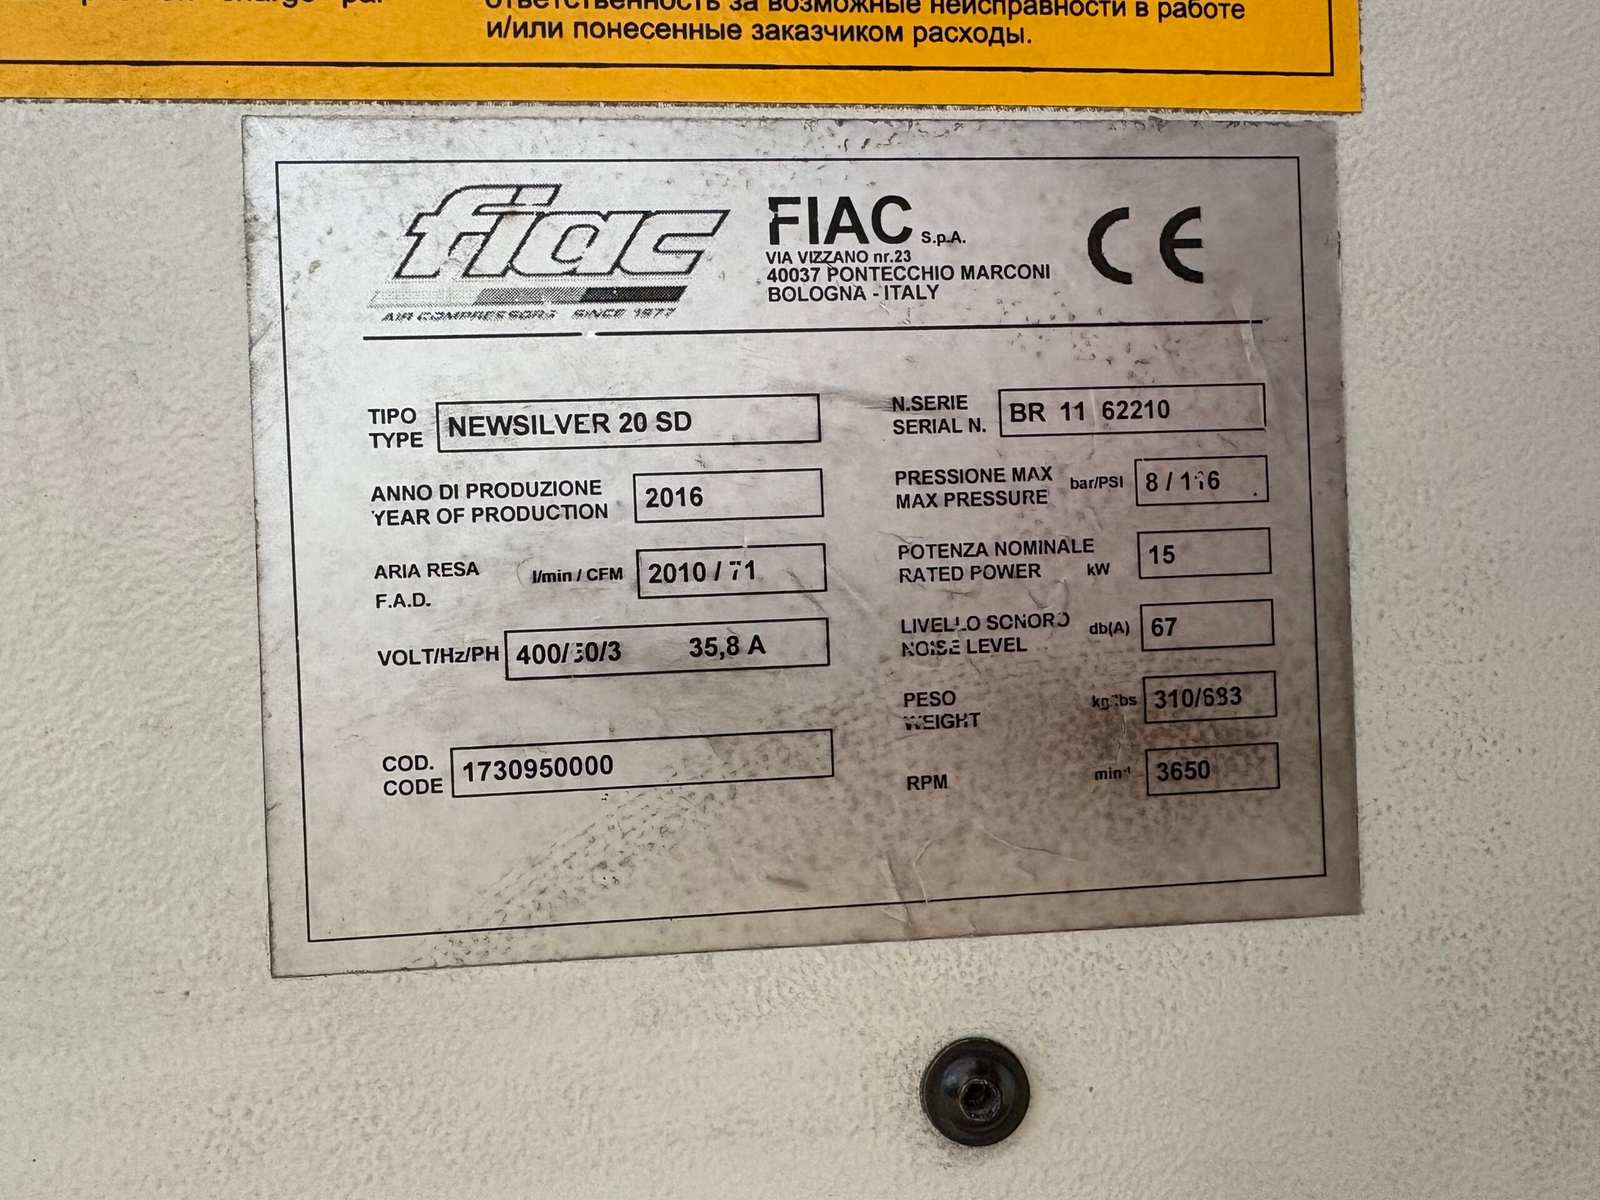 ответственность за возможные неисправности в работе
и/или понесенные заказчиком расходы.
fiac
AIR COMPRESSORS SINCE 1977
FIAC S.p.A.
VIA VIZZANO nr.23
40037 PONTECCHIO MARCONI
BOLOGNA - ITALY
CE
TIPO
TYPE
NEWSILVER 20 SD
N.SERIE
SERIAL N.
BR 11 62210
ANNO DI PRODUZIONE
YEAR OF PRODUCTION
2016
PRESSIONE MAX
MAX PRESSURE
bar/PSI
8 / 116
ARIA RESA
F.A.D.
l/min / CFM
2010 / 71
POTENZA NOMINALE
RATED POWER
kW
15
VOLT/Hz/PH
400/50/3 35,8 A
LIVELLO SONORO
NOISE LEVEL
db(A)
67
PESO
WEIGHT
kg/lbs
310/683
COD.
CODE
1730950000
RPM
min-1
3650